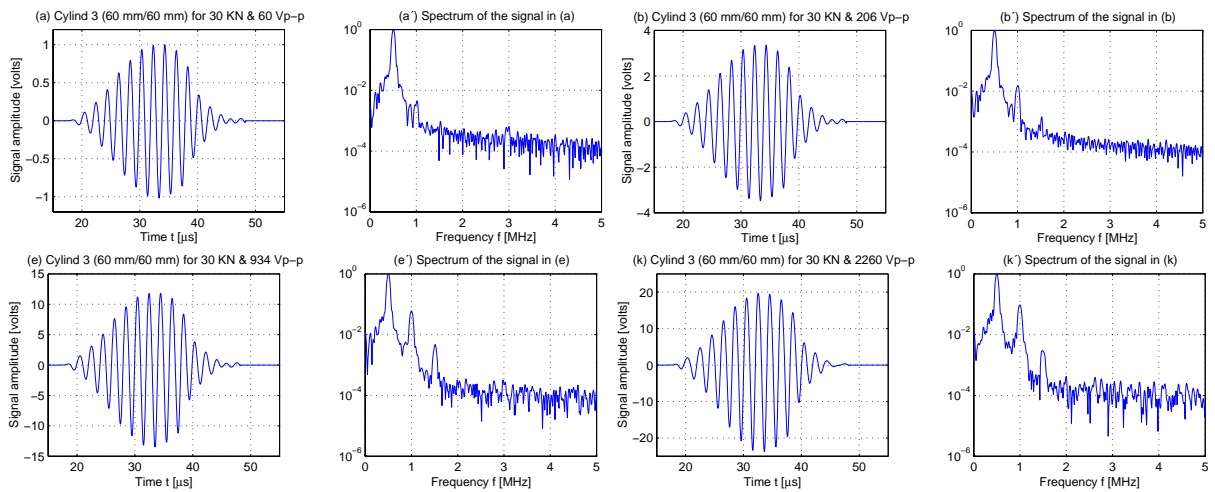 (a) Cylind 3 (60 mm/60 mm) for 30 KN & 60 Vp−p
Signal amplitude [volts]
1
0.5
0
−0.5
−1
20 30 40 50
Time t [µs]
(a´) Spectrum of the signal in (a)
10^0
10^−2
10^−4
10^−6
0 1 2 3 4 5
Frequency f [MHz]
(b) Cylind 3 (60 mm/60 mm) for 30 KN & 206 Vp−p
Signal amplitude [volts]
4
2
0
−2
−4
20 30 40 50
Time t [µs]
(b´) Spectrum of the signal in (b)
10^0
10^−2
10^−4
10^−6
0 1 2 3 4 5
Frequency f [MHz]
(e) Cylind 3 (60 mm/60 mm) for 30 KN & 934 Vp−p
Signal amplitude [volts]
15
10
5
0
−5
−10
−15
20 30 40 50
Time t [µs]
(e´) Spectrum of the signal in (e)
10^0
10^−2
10^−4
10^−6
0 1 2 3 4 5
Frequency f [MHz]
(k) Cylind 3 (60 mm/60 mm) for 30 KN & 2260 Vp−p
Signal amplitude [volts]
20
10
0
−10
−20
20 30 40 50
Time t [µs]
(k´) Spectrum of the signal in (k)
10^0
10^−2
10^−4
10^−6
0 1 2 3 4 5
Frequency f [MHz]